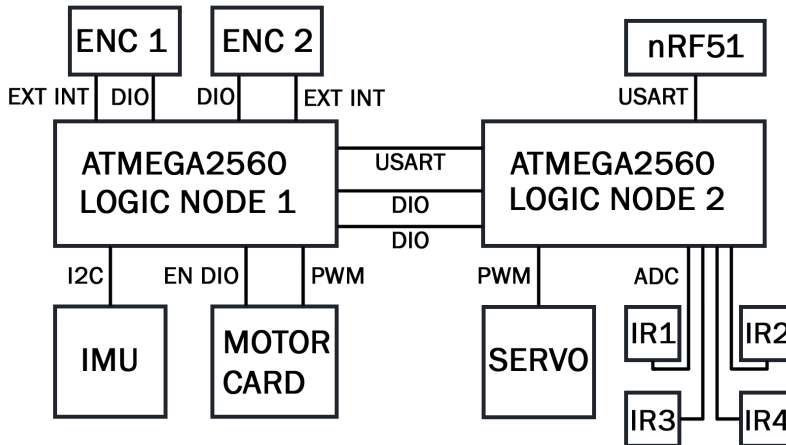 ENC 1
ENC 2
nRF51
EXT INT
DIO
DIO
EXT INT
USART
ATMEGA2560
LOGIC NODE 1
USART
DIO
DIO
ATMEGA2560
LOGIC NODE 2
I2C
EN DIO
PWM
PWM
ADC
IMU
MOTOR
CARD
SERVO
IR1
IR2
IR3
IR4